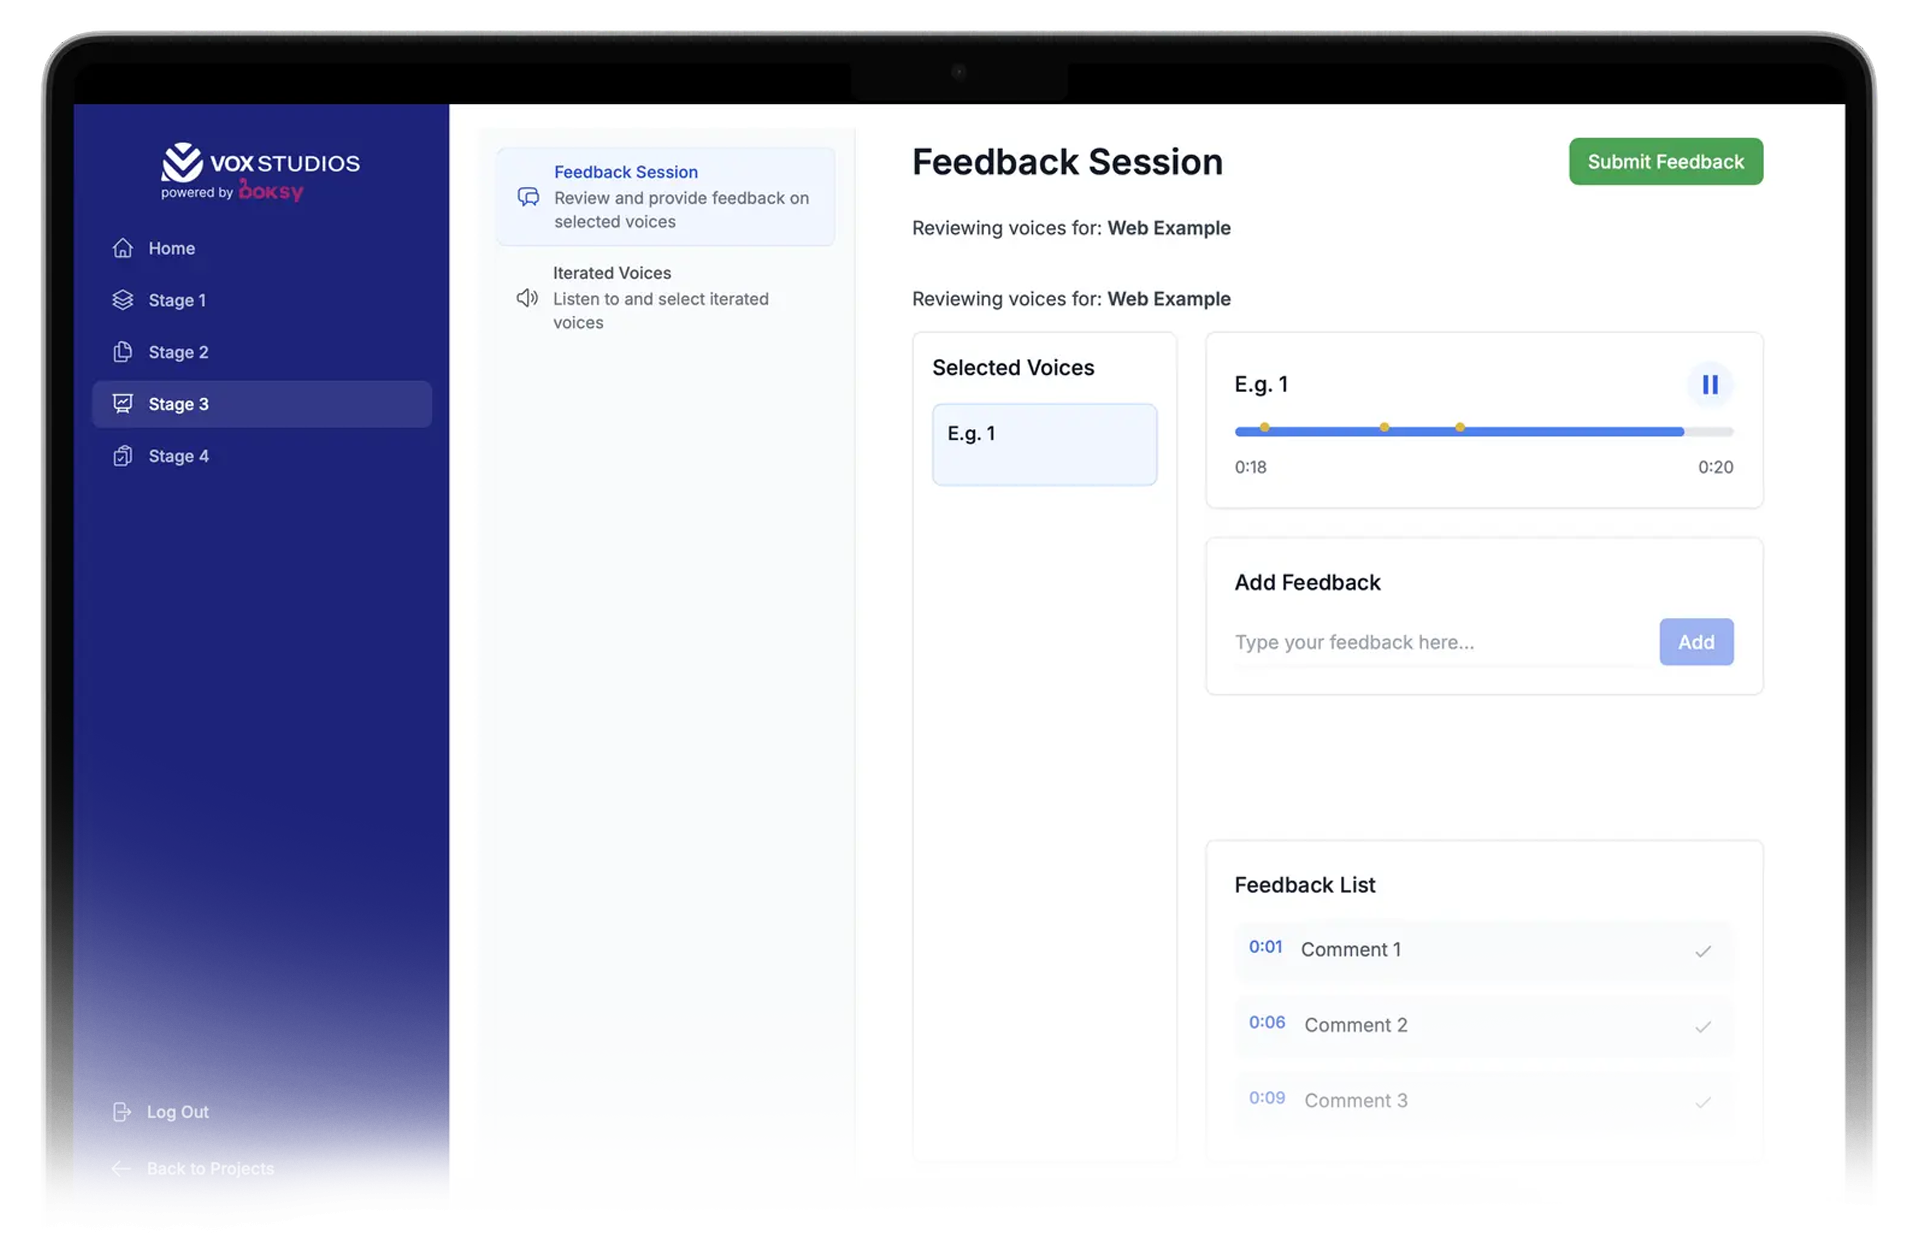 VOX STUDIOS
powered by boksy
Home
Stage 1
Stage 2
Stage 3
Stage 4
Log Out
Back to Projects
Feedback Session
Review and provide feedback on
selected voices
Iterated Voices
Listen to and select iterated
voices
Feedback Session
Submit Feedback
Reviewing voices for: Web Example
Reviewing voices for: Web Example
Selected Voices
E.g. 1
E.g. 1
0:18
0:20
Add Feedback
Type your feedback here...
Add
Feedback List
0:01 Comment 1
0:06 Comment 2
0:09 Comment 3